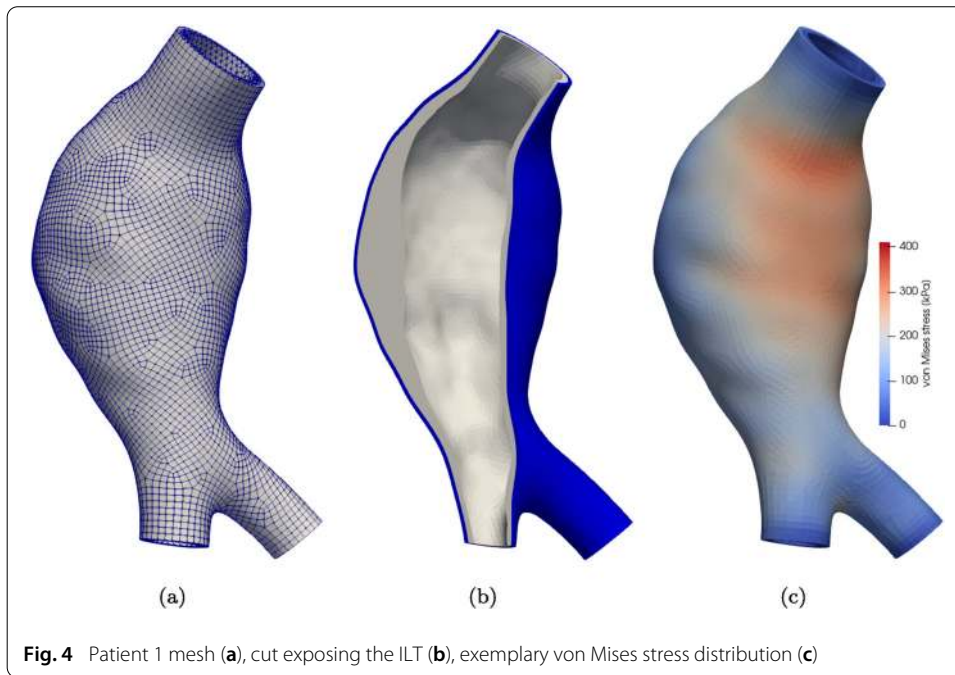 400
300
200
100
0
von Mises stress (kPa)
(a)
(b)
(c)
Fig. 4 Patient 1 mesh (a), cut exposing the ILT (b), exemplary von Mises stress distribution (c)